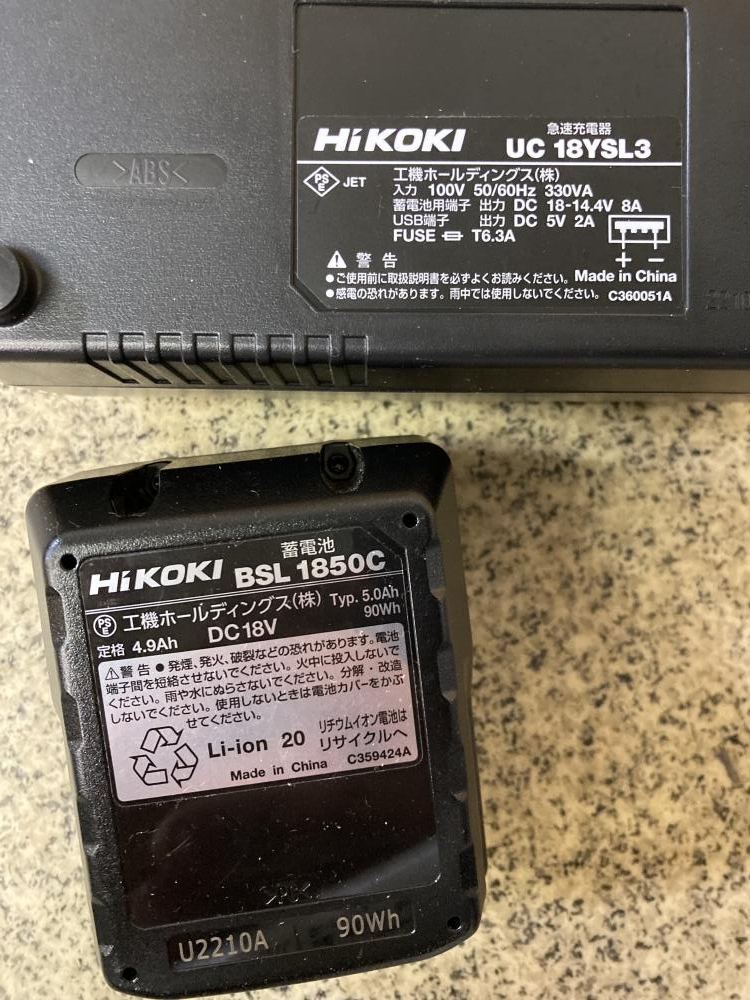 >ABS<
急速充電器
HiKOKI UC 18YSL3
PSE JET 工機ホールディングス(株)
入力 100V 50/60Hz 330VA
蓄電池用端子 出力 DC 18-14.4V 8A
USB端子 出力 DC 5V 2A
FUSE T6.3A
+ −
警告
●ご使用前に取扱説明書を必ずよくお読みください。 Made in China
●感電の恐れがあります。雨中では使用しないでください。 C360051A
蓄電池
HiKOKI BSL 1850C
PSE 工機ホールディングス(株) Typ. 5.0Ah
90Wh
定格 4.9Ah DC18V
警告 ●発煙、発火、破裂などの恐れがあります。電池
端子間を短絡させないでください。火中に投入しないで
ください。雨や水にぬらさないでください。分解・改造
しないでください。使用しないときは電池カバーをかぶ
せてください。
リチウムイオン電池は
Li-ion 20 リサイクルへ
Made in China C359424A
>PC<
U2210A 90Wh